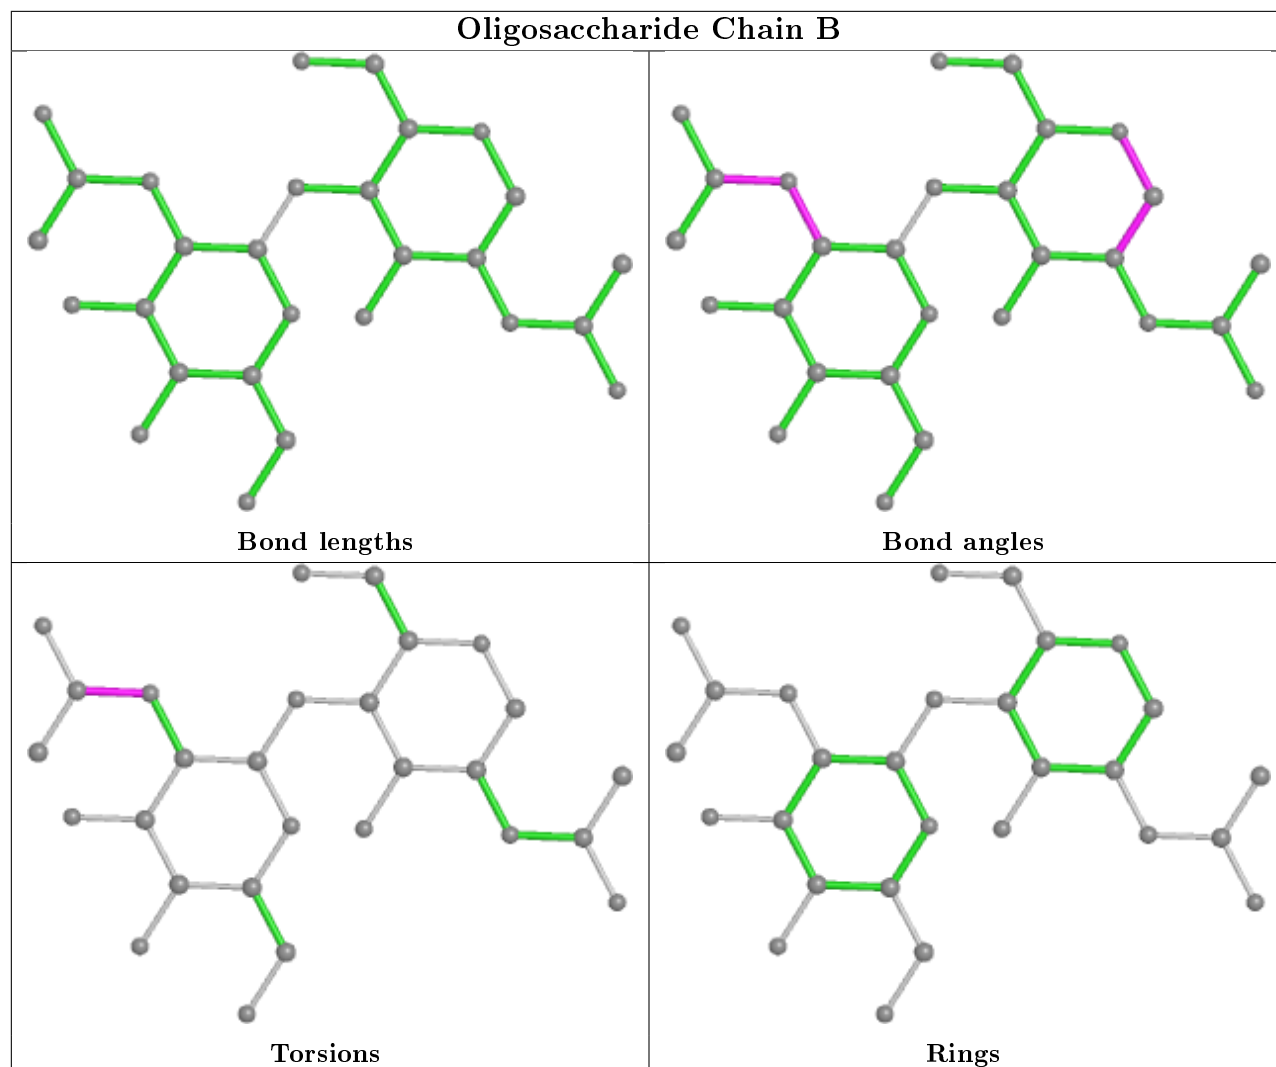 Oligosaccharide Chain B
Bond lengths
Bond angles
Torsions
Rings